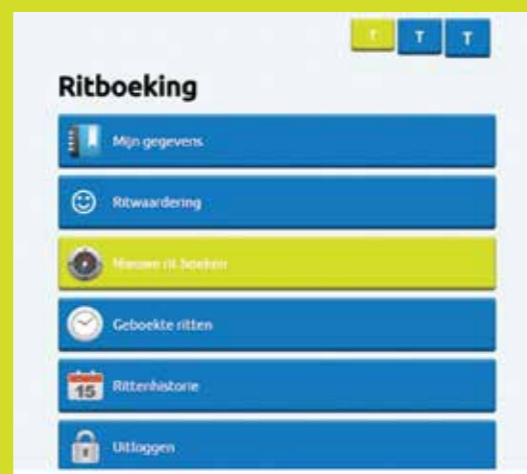 T T T
Ritboeking
Mijn gegevens
Ritwaardering
Nieuwe rit boeken
Geboekte ritten
15 Rittenhistorie
Uitloggen